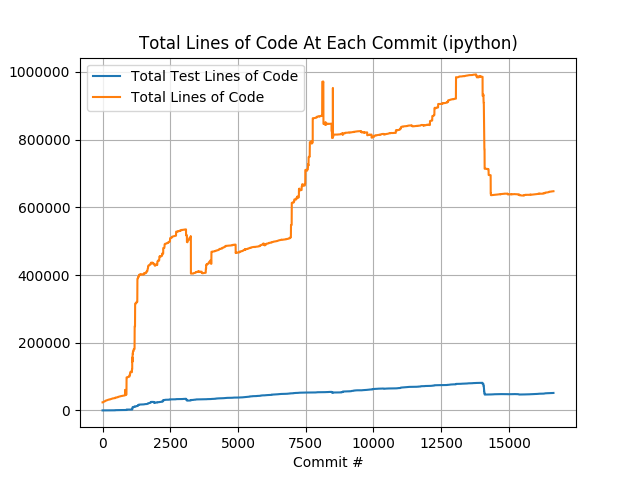 Total Lines of Code At Each Commit (ipython)
Total Test Lines of Code
Total Lines of Code
1000000
800000
600000
400000
200000
0
0 2500 5000 7500 10000 12500 15000
Commit #